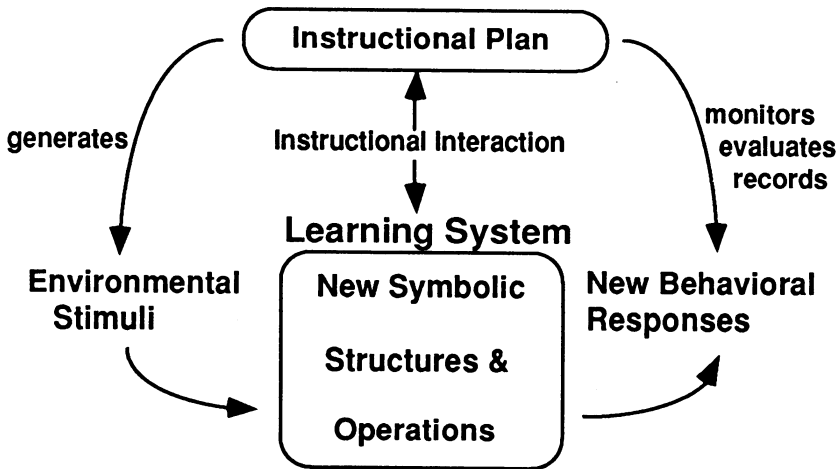 Instructional Plan
generates
Instructional Interaction
monitors
evaluates
records
Learning System
Environmental
Stimuli
New Symbolic
Structures &
Operations
New Behavioral
Responses